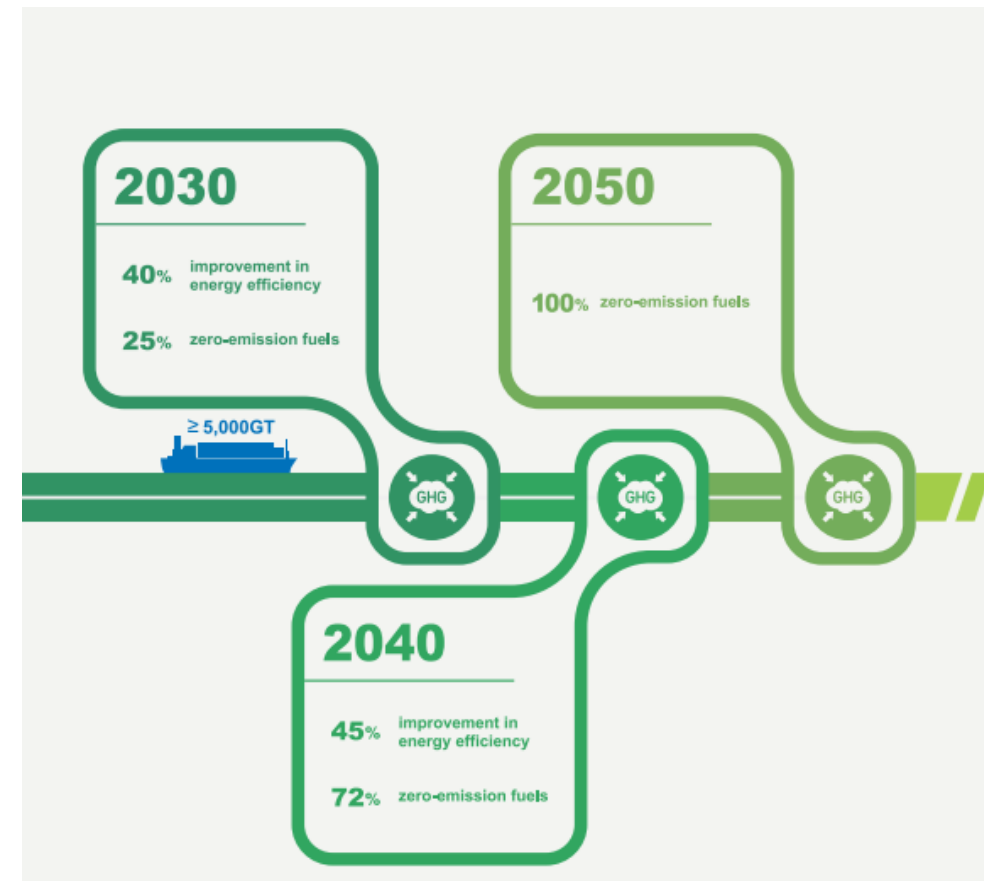 2030
40% improvement in
energy efficiency
25% zero-emission fuels
≥ 5,000GT
GHG
2040
45% improvement in
energy efficiency
72% zero-emission fuels
GHG
2050
100% zero-emission fuels
GHG